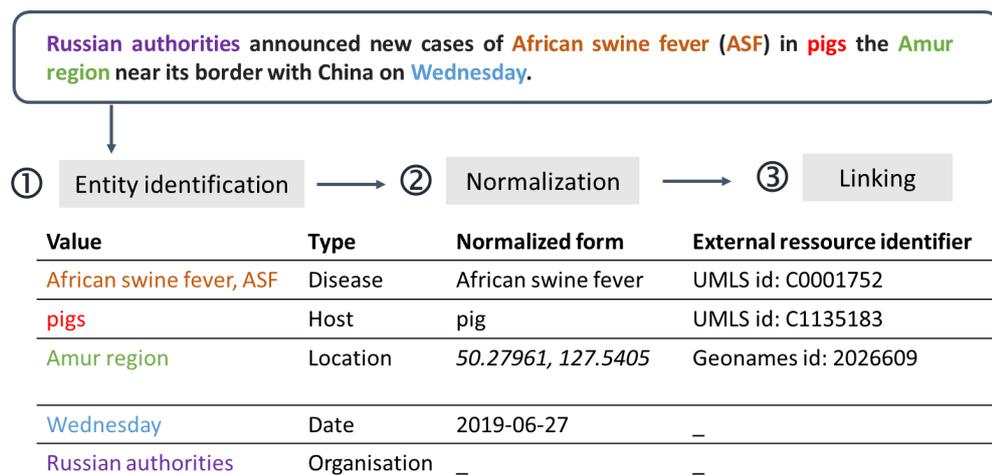 Russian authorities announced new cases of African swine fever (ASF) in pigs the Amur
region near its border with China on Wednesday.
① Entity identification ② Normalization ③ Linking
Value Type Normalized form External ressource identifier
African swine fever, ASF Disease African swine fever UMLS id: C0001752
pigs Host pig UMLS id: C1135183
Amur region Location 50.27961, 127.5405 Geonames id: 2026609
Wednesday Date 2019-06-27 _
Russian authorities Organisation _ _